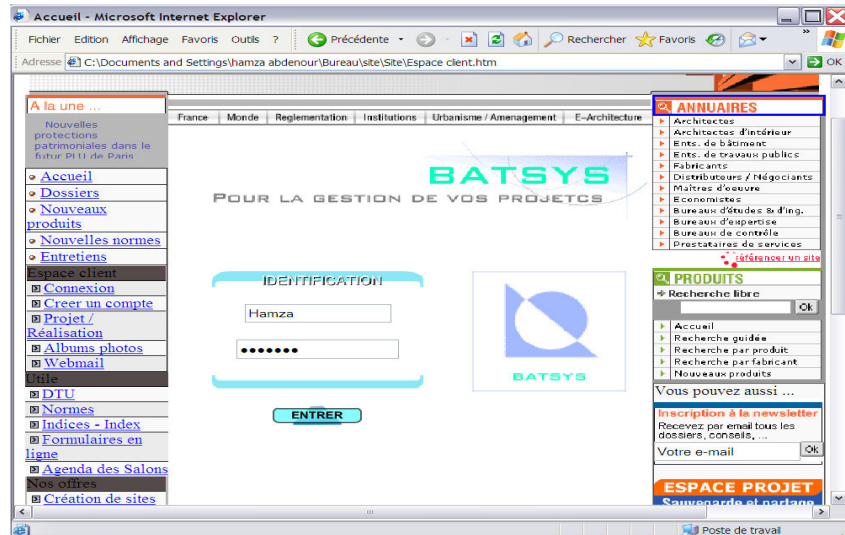 Accueil - Microsoft Internet Explorer
Fichier Edition Affichage Favoris Outils ? Précédente Rechercher Favoris
Adresse C:\Documents and Settings\hamza abdenour\Bureau\site\Site\Espace client.htm OK
A la une ...
Nouvelles
protections
patrimoniales dans le
futur PLU de Paris
Accueil
Dossiers
Nouveaux
produits
Nouvelles normes
Entretiens
Espace client
Connexion
Creer un compte
Projet /
Réalisation
Albums photos
Webmail
Utile
DTU
Normes
Indices - Index
Formulaires en
ligne
Agenda des Salons
Nos offres
Création de sites
France Monde Reglementation Institutions Urbanisme / Amenagement E-Architecture
BATSYS
POUR LA GESTION DE VOS PROJETCS
IDENTIFICATION
Hamza
•••••••
ENTRER
BATSYS
ANNUAIRES
Architectes
Architectes d'intérieur
Ents. de bâtiment
Ents. de travaux publics
Fabricants
Distributeurs / Négociants
Maîtres d'oeuvre
Economistes
Bureaux d'études & d'ing.
Bureaux d'expertise
Bureaux de contrôle
Prestataires de services
référencer un site
PRODUITS
Recherche libre
Ok
Accueil
Recherche guidée
Recherche par produit
Recherche par fabricant
Nouveaux produits
Vous pouvez aussi ...
Inscription à la newsletter
Recevez par email tous les
dossiers, conseils, ...
Votre e-mail Ok
ESPACE PROJET
Sauvegarde et partage
Poste de travail